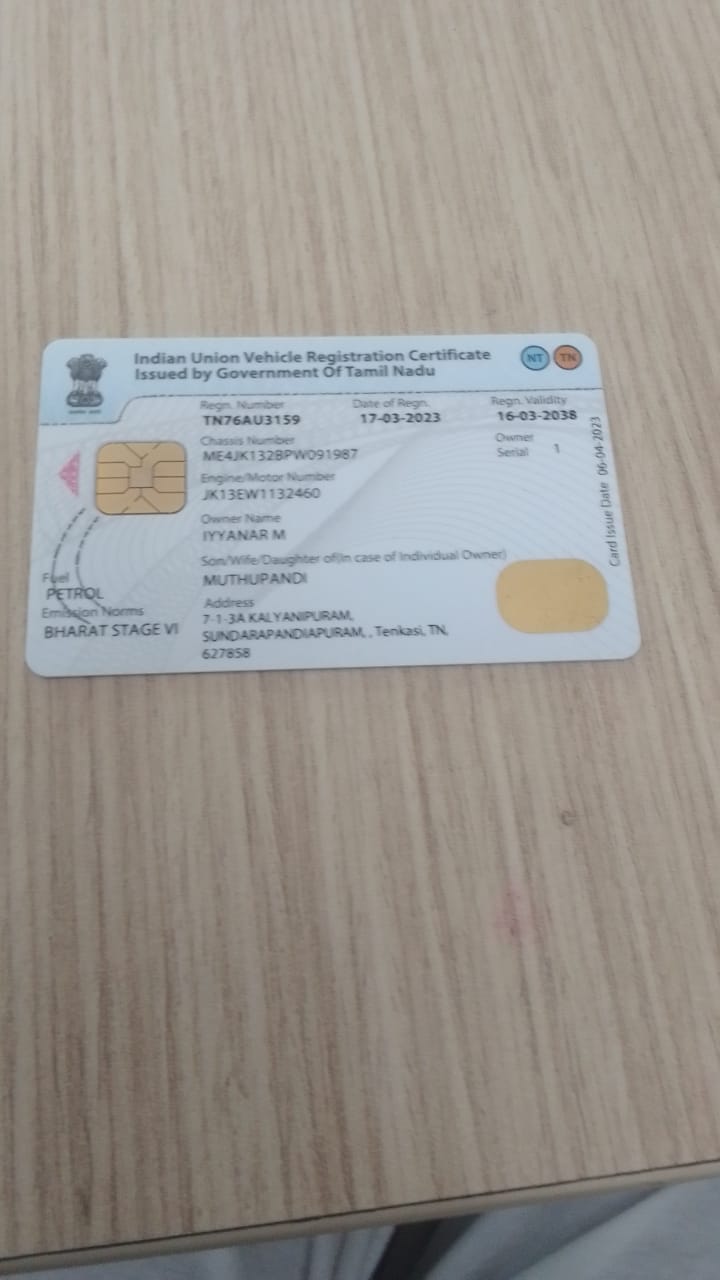 Indian Union Vehicle Registration Certificate
Issued by Government Of Tamil Nadu
NT TN
Regn. Number Date of Regn. Regn. Validity
TN76AU3159 17-03-2023 16-03-2038
Chassis Number Owner
ME4JK132BPW091987 Serial 1
Engine/Motor Number
JK13EW1132460
Owner Name
IYYANAR M
Son/Wife/Daughter of(In case of Individual Owner)
MUTHUPANDI
Address
7-1-3A KALYANIPURAM,
SUNDARAPANDIAPURAM, , Tenkasi, TN,
627858
Fuel
PETROL
Emission Norms
BHARAT STAGE VI
Card Issue Date 06-04-2023